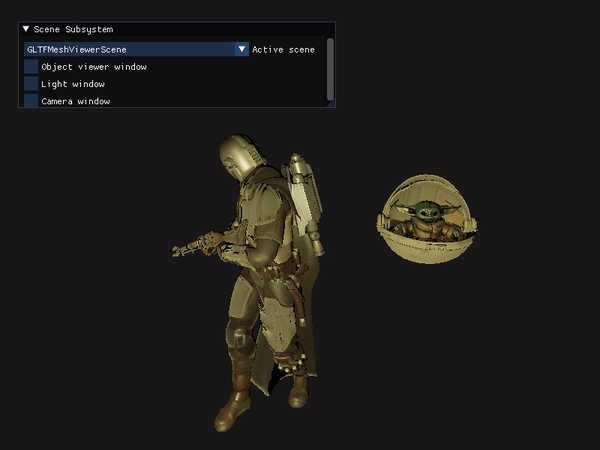 Scene Subsystem
GLTFMeshViewerScene Active scene
Object viewer window
Light window
Camera window